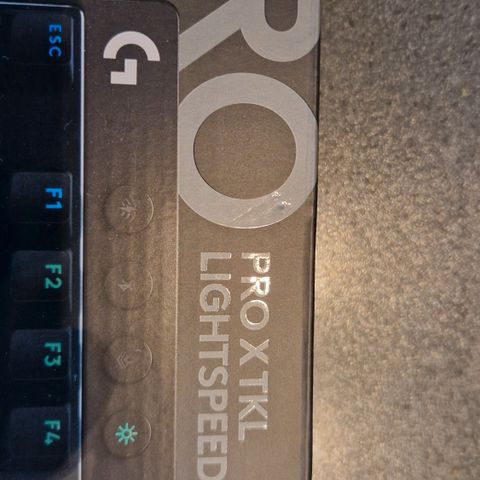 RO
PRO X TKL
LIGHTSPEED
G
ESC
F1
F2
F3
F4